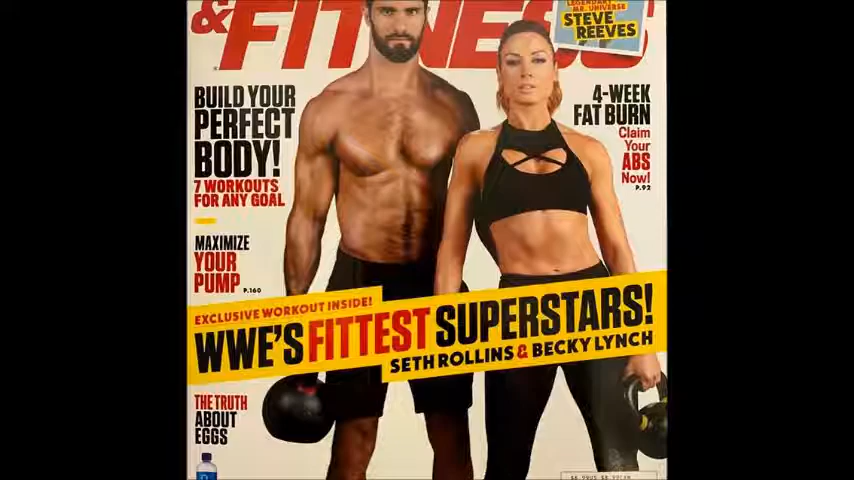 & FITNESS
LEGENDARY
MR. UNIVERSE
STEVE
REEVES
BUILD YOUR
PERFECT
BODY!
7 WORKOUTS
FOR ANY GOAL
MAXIMIZE
YOUR
PUMP P.160
4-WEEK
FAT BURN
Claim
Your
ABS
Now!
P.92
EXCLUSIVE WORKOUT INSIDE!
WWE'S FITTEST SUPERSTARS!
SETH ROLLINS & BECKY LYNCH
THE TRUTH
ABOUT
EGGS